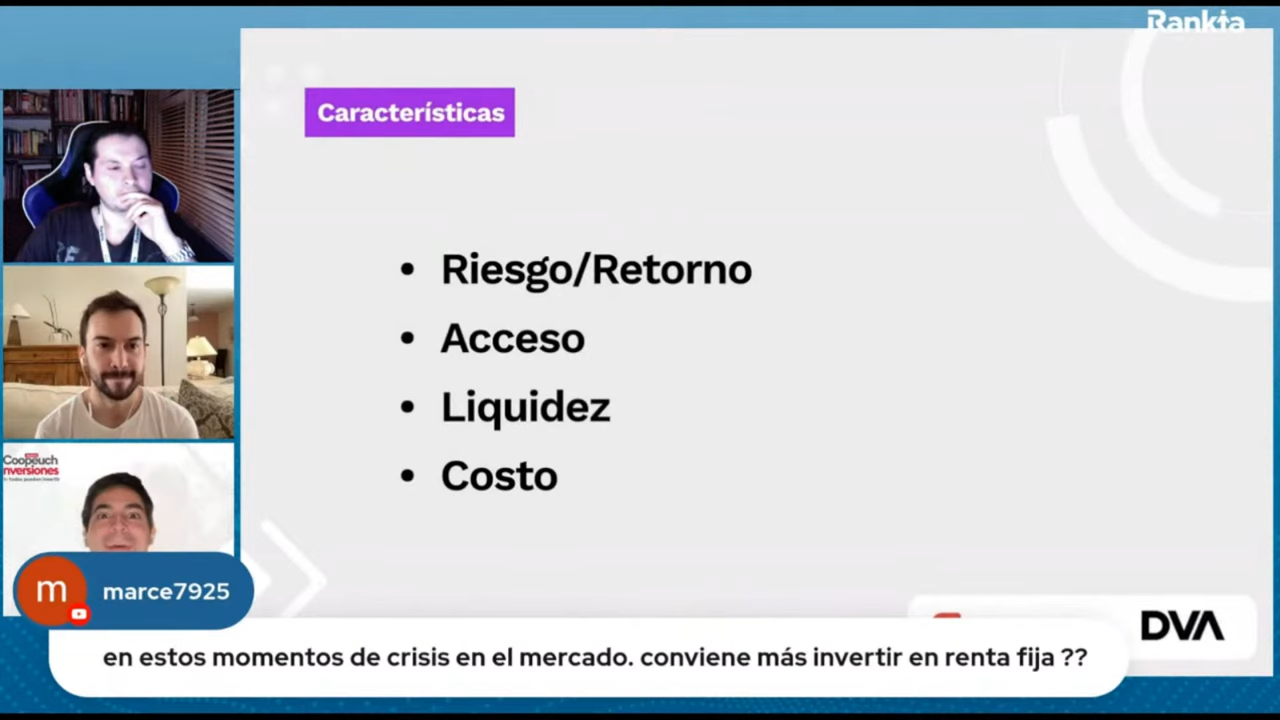 Rankia
Características
• Riesgo/Retorno
• Acceso
• Liquidez
• Costo
Coopeuch
nversiones
m
marce7925
DVA
en estos momentos de crisis en el mercado. conviene más invertir en renta fija ??